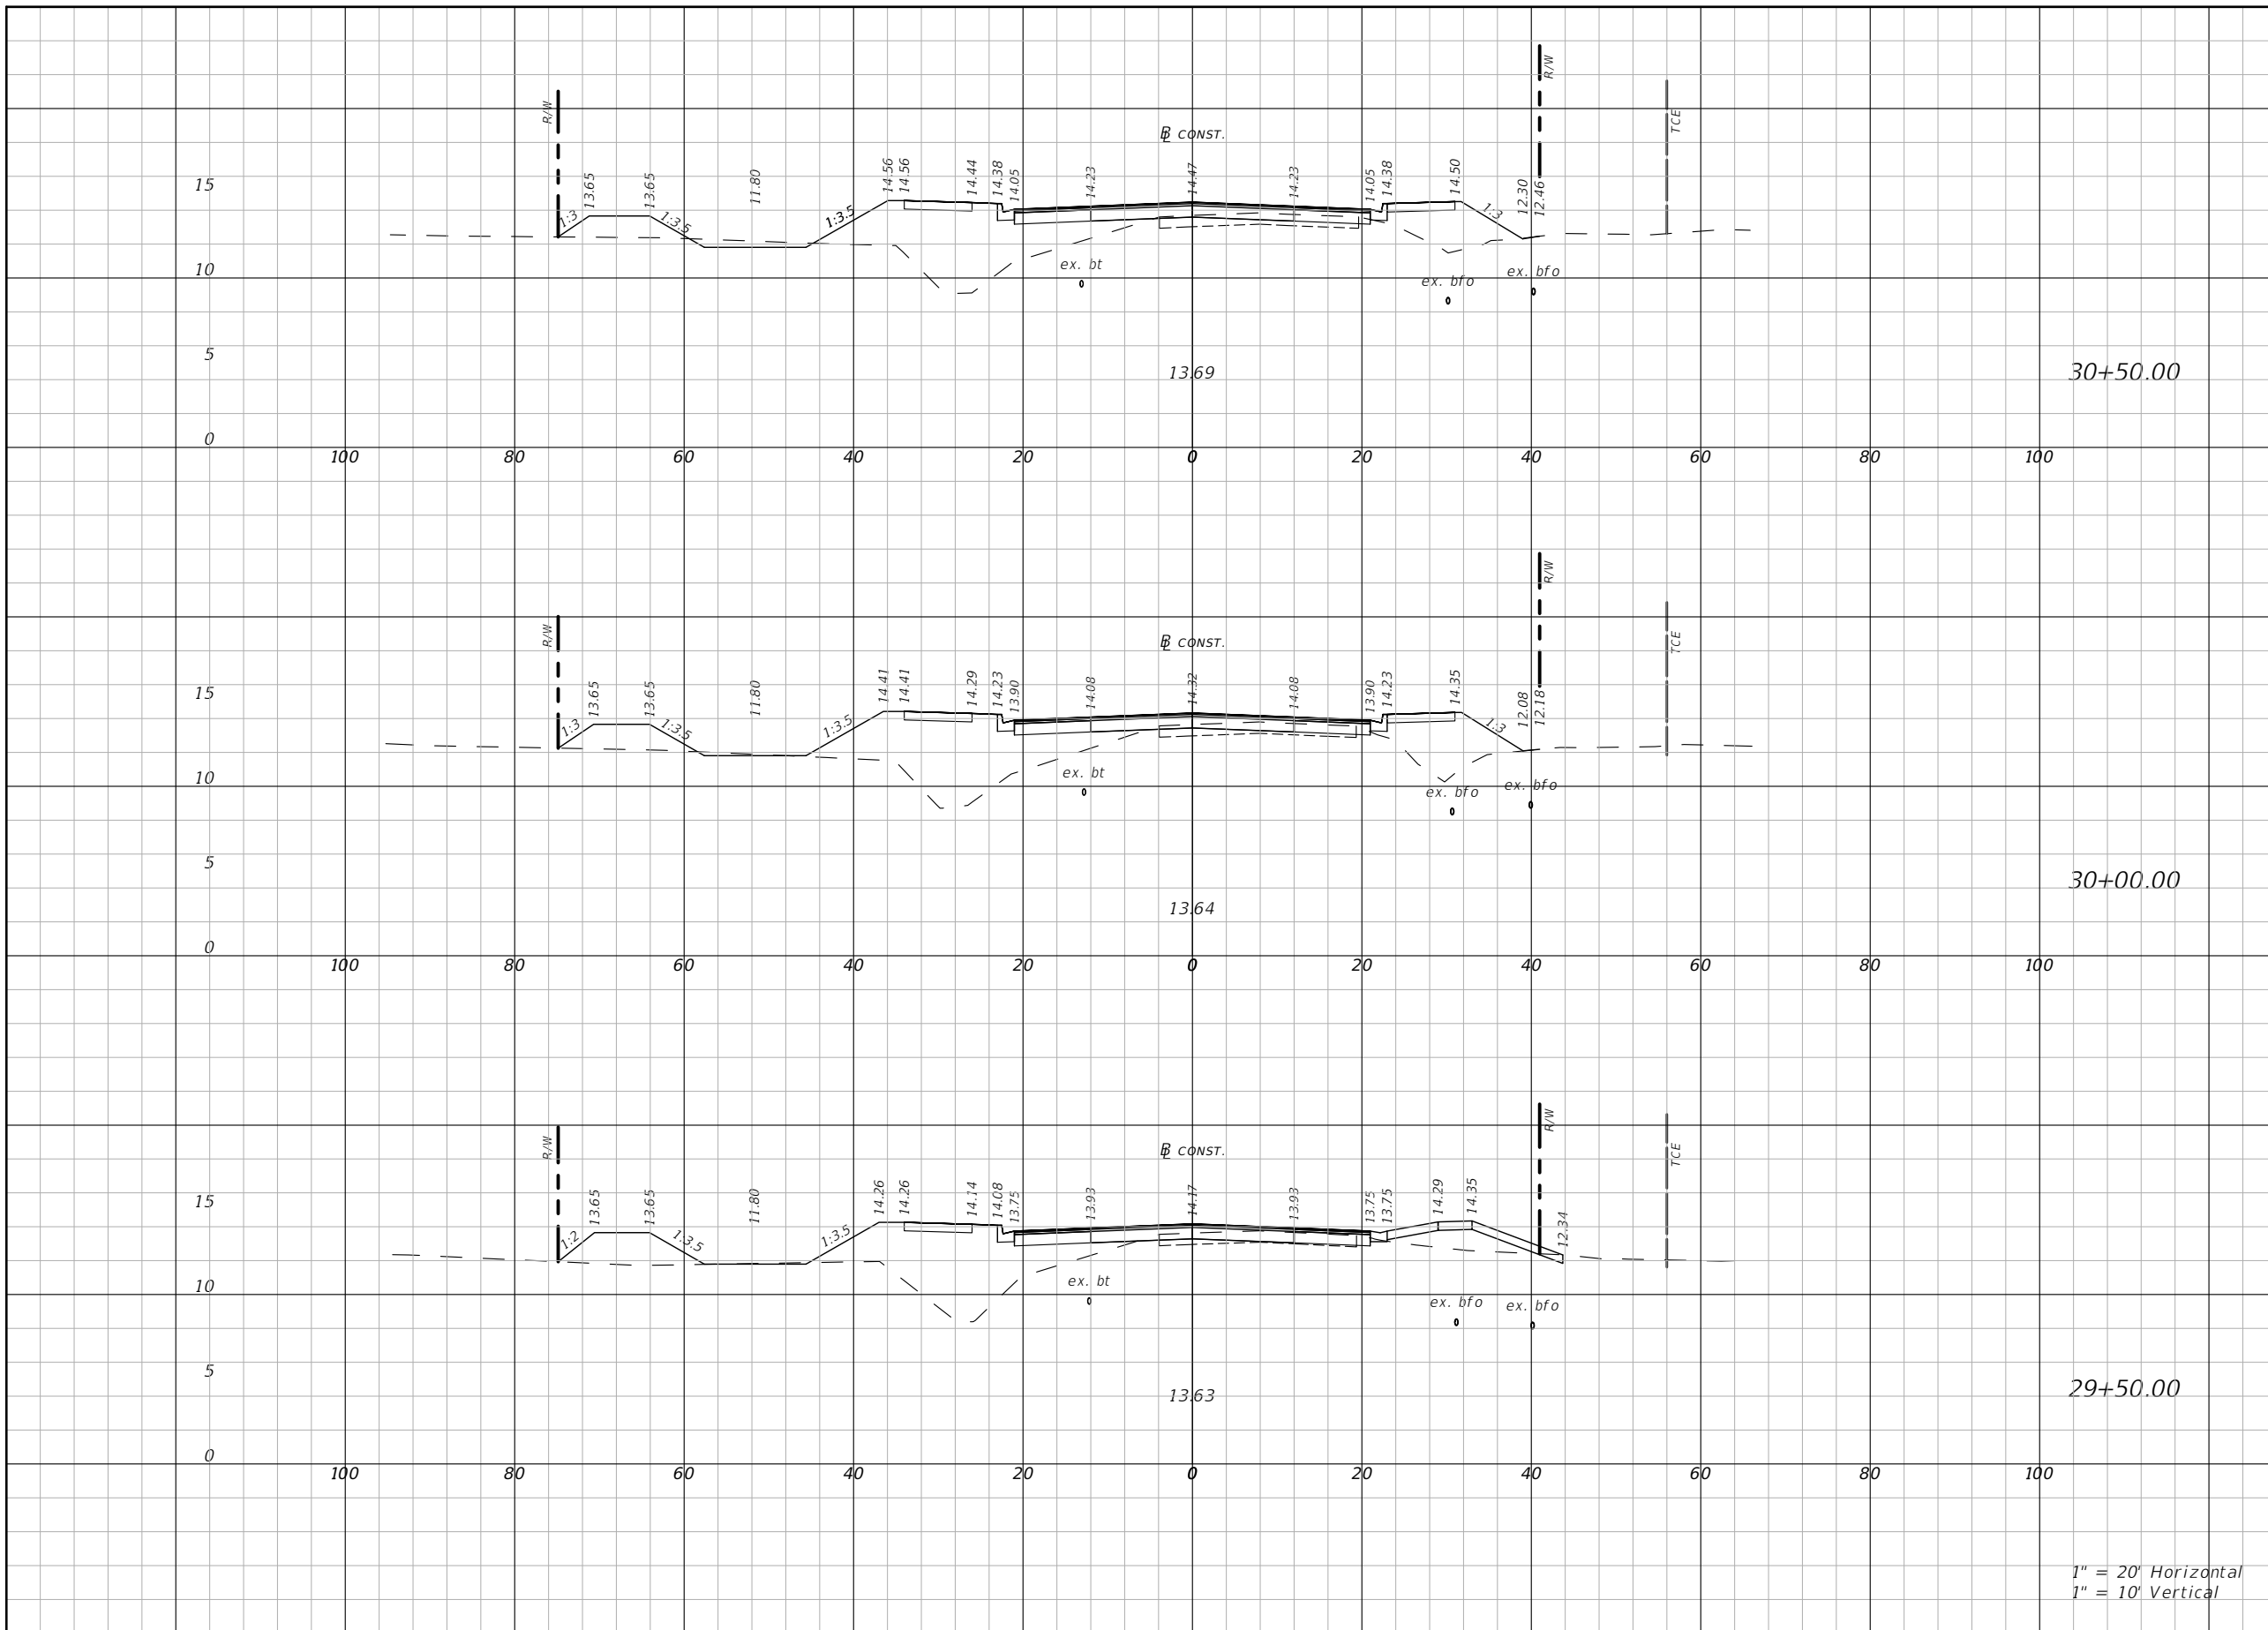 R/W
TCE
R/W
℄B CONST.
13.65 13.65 11.80 14.56 14.56 14.44 14.38 14.05 14.23 14.47 14.23 14.05 14.38 14.50 12.30 12.46
15
1:3 1:3.5 1:3.5 1:3
10
ex. bt ex. bfo ex. bfo
5
13.69 30+50.00
0
100 80 60 40 20 0 20 40 60 80 100
R/W
R/W TCE
℄B CONST.
13.65 13.65 11.80 14.41 14.41 14.29 14.23 13.90 14.08 14.32 14.08 13.90 14.23 14.35 12.08 12.18
15
1:3 1:3.5 1:3.5 1:3
10
ex. bt ex. bfo ex. bfo
5
30+00.00
13.64
0
100 80 60 40 20 0 20 40 60 80 100
R/W
R/W TCE
℄B CONST.
13.65 13.65 11.80 14.26 14.26 14.14 14.08 13.75 13.93 14.17 13.93 13.75 13.75 14.29 14.35 12.34
15
1:2 1:3.5 1:3.5
10
ex. bt ex. bfo ex. bfo
5
13.63 29+50.00
0
100 80 60 40 20 0 20 40 60 80 100
1" = 20' Horizontal
1" = 10' Vertical